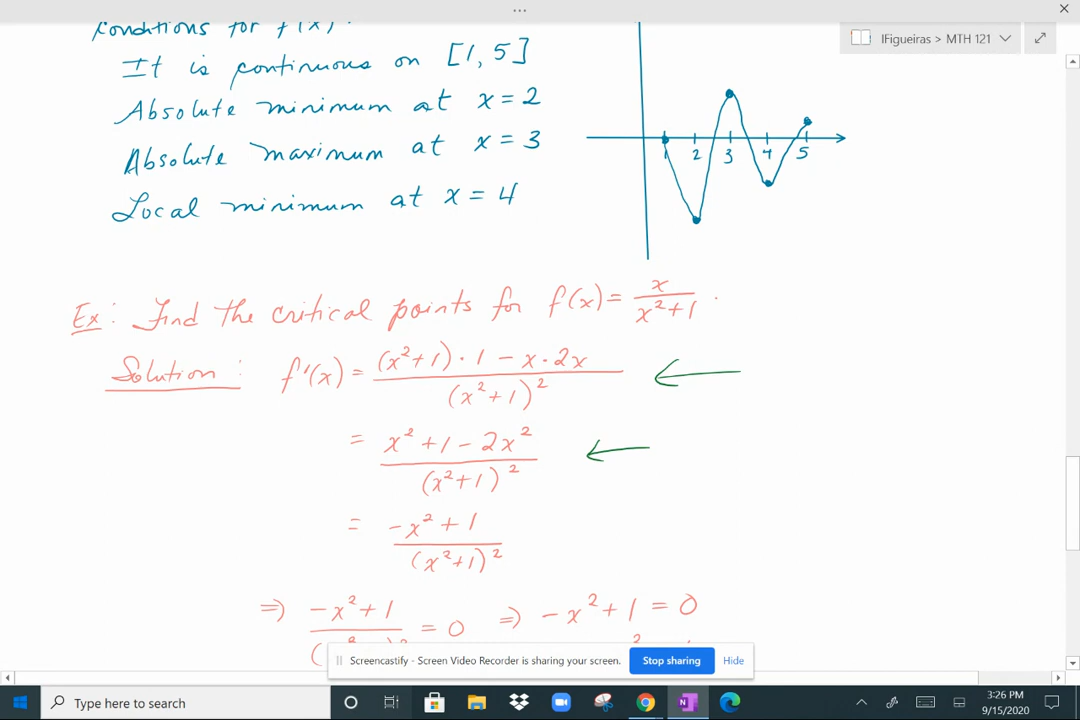 conditions for f(x):
IFigueiras > MTH 121
It is continuous on [1, 5]
Absolute minimum at x = 2
Absolute maximum at x = 3
Local minimum at x = 4
1 2 3 4 5
Ex: Find the critical points for f(x) = x / (x² + 1).
Solution: f'(x) = ((x² + 1) · 1 − x · 2x) / (x² + 1)²
= (x² + 1 − 2x²) / (x² + 1)²
= (−x² + 1) / (x² + 1)²
⇒ (−x² + 1) / ( = 0 ⇒ −x² + 1 = 0
Screencastify - Screen Video Recorder is sharing your screen. Stop sharing Hide
Type here to search
3:26 PM
9/15/2020